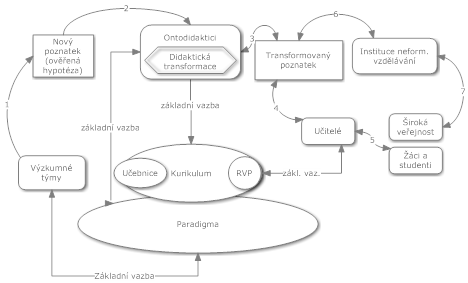 2
6
Nový
poznatek
(ověřená
hypotéza)
Ontodidaktici
Didaktická
transformace
3
Transformovaný
poznatek
Instituce neform.
vzdělávání
1
4
7
základní vazba
základní vazba
Učitelé
Široká
veřejnost
5
Žáci a
studenti
Výzkumné
týmy
Učebnice
Kurikulum
RVP
zákl. vaz.
Paradigma
Základní vazba